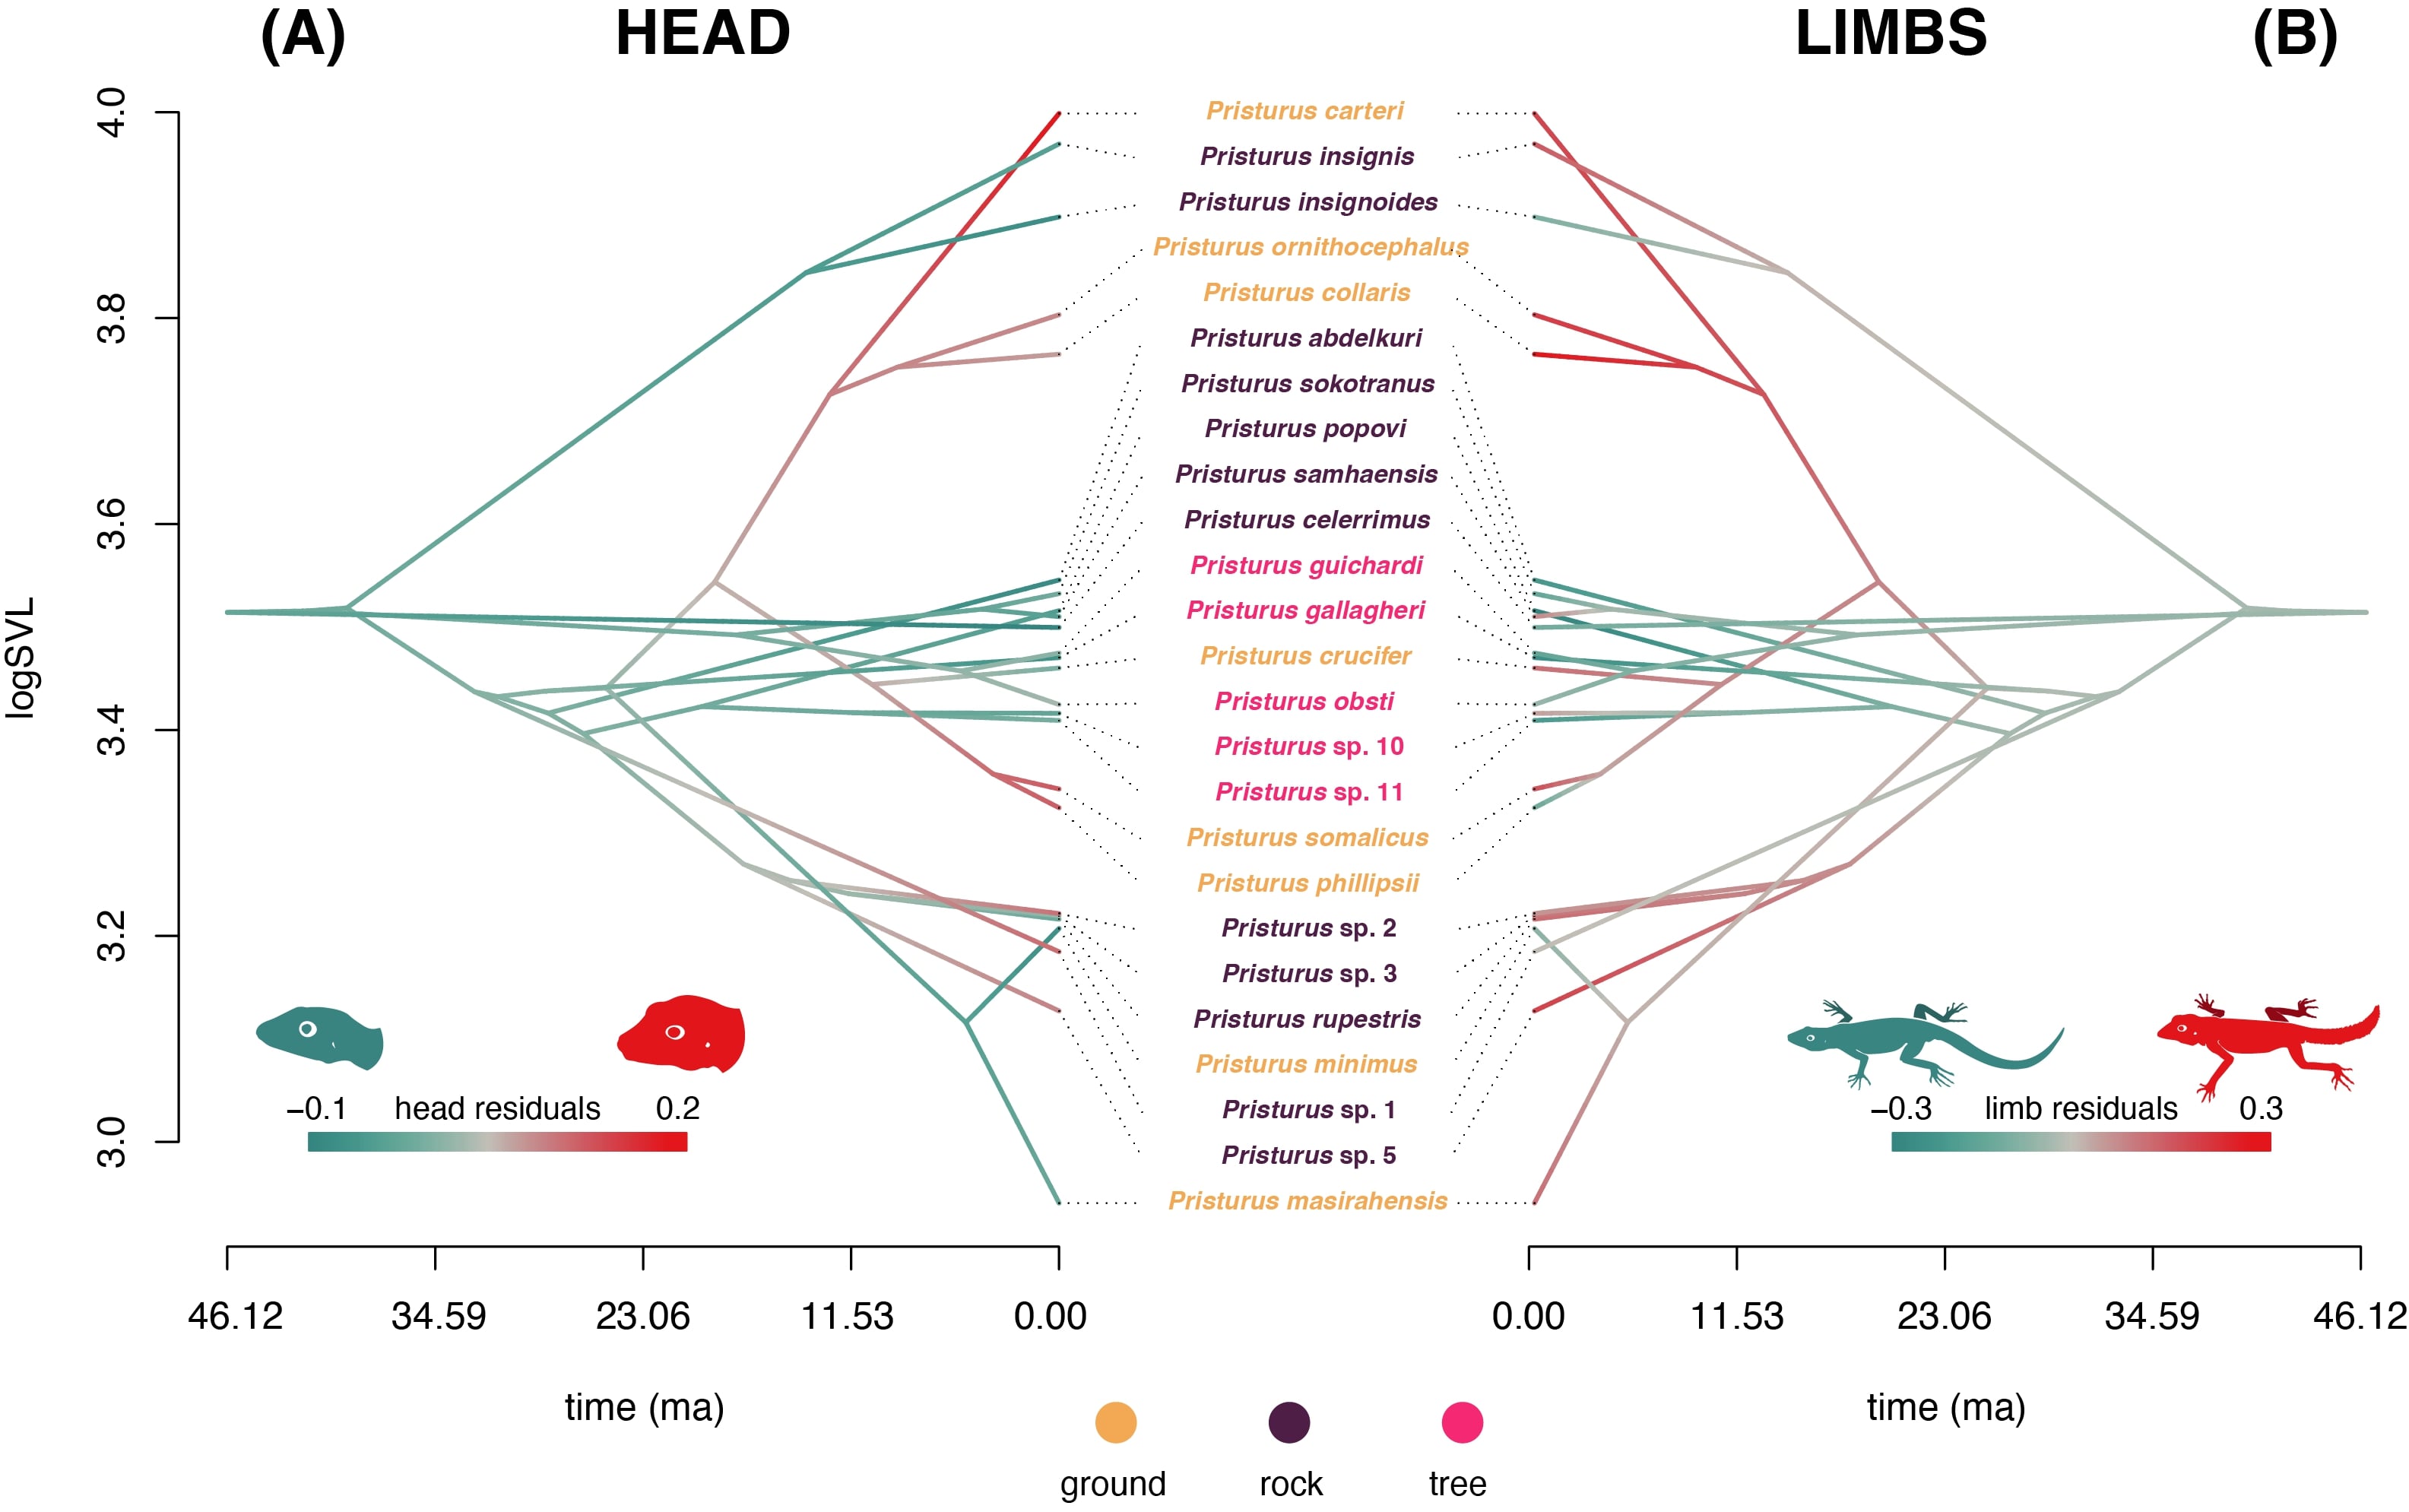 (A) HEAD LIMBS (B)
logSVL
4.0
3.8
3.6
3.4
3.2
3.0
Pristurus carteri
Pristurus insignis
Pristurus insignoides
Pristurus ornithocephalus
Pristurus collaris
Pristurus abdelkuri
Pristurus sokotranus
Pristurus popovi
Pristurus samhaensis
Pristurus celerrimus
Pristurus guichardi
Pristurus gallagheri
Pristurus crucifer
Pristurus obsti
Pristurus sp. 10
Pristurus sp. 11
Pristurus somalicus
Pristurus phillipsii
Pristurus sp. 2
Pristurus sp. 3
Pristurus rupestris
Pristurus minimus
Pristurus sp. 1
Pristurus sp. 5
Pristurus masirahensis
−0.1 head residuals 0.2
−0.3 limb residuals 0.3
46.12 34.59 23.06 11.53 0.00
0.00 11.53 23.06 34.59 46.12
time (ma)
time (ma)
ground rock tree